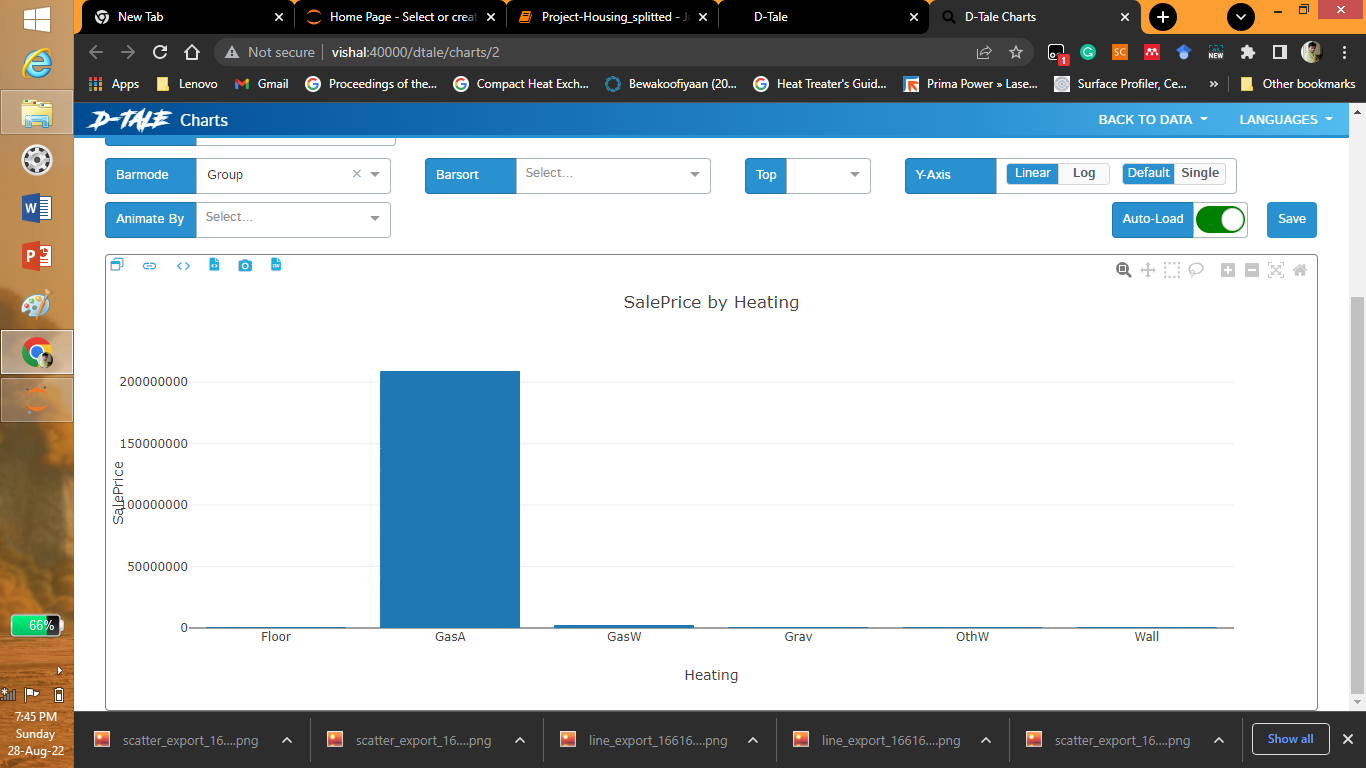 New Tab
Home Page - Select or creat
Project-Housing_splitted - J
D-Tale
D-Tale Charts
Not secure | vishal:40000/dtale/charts/2
SC
NEW
1
Apps
Lenovo
Gmail
Proceedings of the...
Compact Heat Exch...
Bewakoofiyaan (20...
Heat Treater's Guid...
Prima Power » Lase...
Surface Profiler, Ce...
»
Other bookmarks
D-TALE Charts
BACK TO DATA
LANGUAGES
Barmode
Group
Barsort
Select...
Top
Y-Axis
Linear
Log
Default
Single
Animate By
Select...
Auto-Load
Save
SalePrice by Heating
200000000
150000000
100000000
50000000
0
SalePrice
Floor
GasA
GasW
Grav
OthW
Wall
Heating
66%
7:45 PM
Sunday
28-Aug-22
scatter_export_16....png
scatter_export_16....png
line_export_16616....png
line_export_16616....png
scatter_export_16....png
Show all